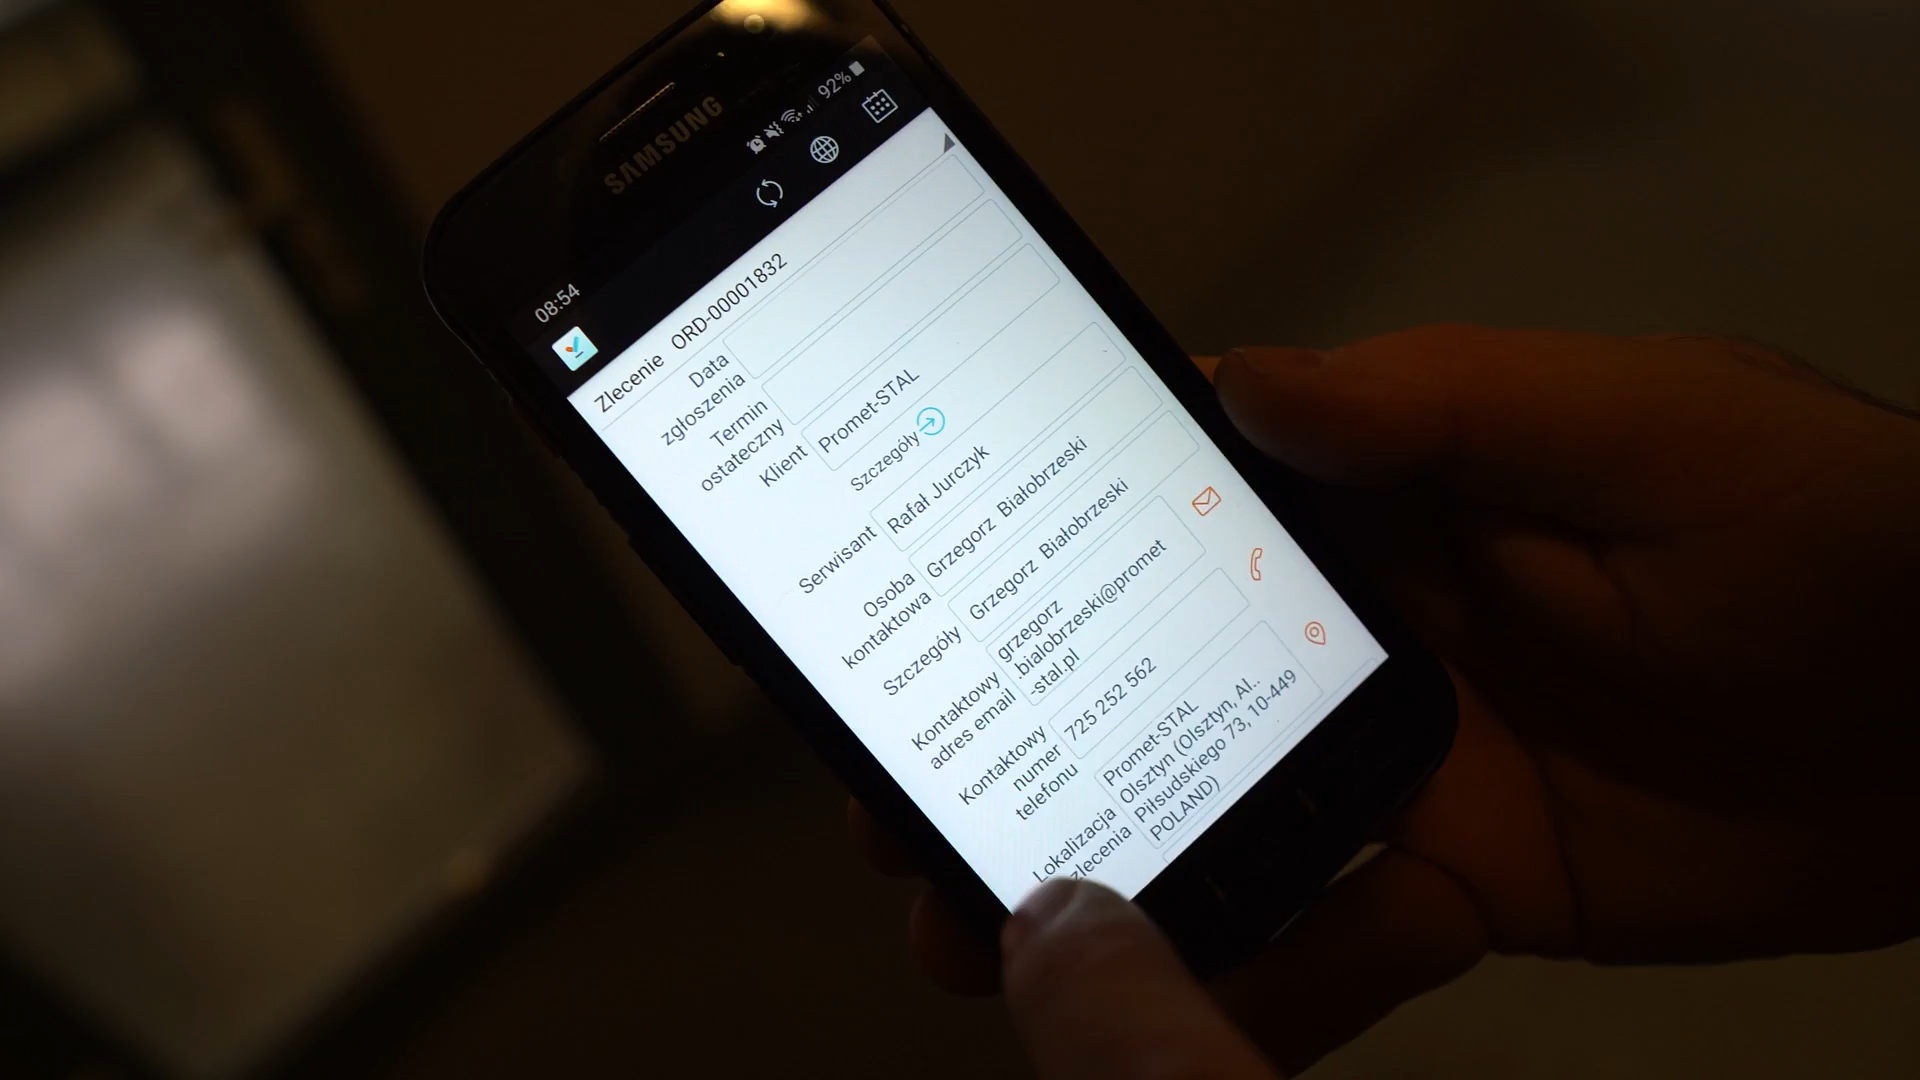 SAMSUNG
08:54
92%
Zlecenie ORD-00001832
Data
zgłoszenia
Termin
ostateczny
Klient
Promet-STAL
Szczegóły
Serwisant
Rafał Jurczyk
Osoba
kontaktowa
Grzegorz Białobrzeski
Szczegóły
Grzegorz Białobrzeski
Kontaktowy
adres email
grzegorz
.bialobrzeski@promet
-stal.pl
Kontaktowy
numer
telefonu
725 252 562
Lokalizacja
zlecenia
Promet-STAL
Olsztyn (Olsztyn, Al..
Piłsudskiego 73, 10-449
POLAND)